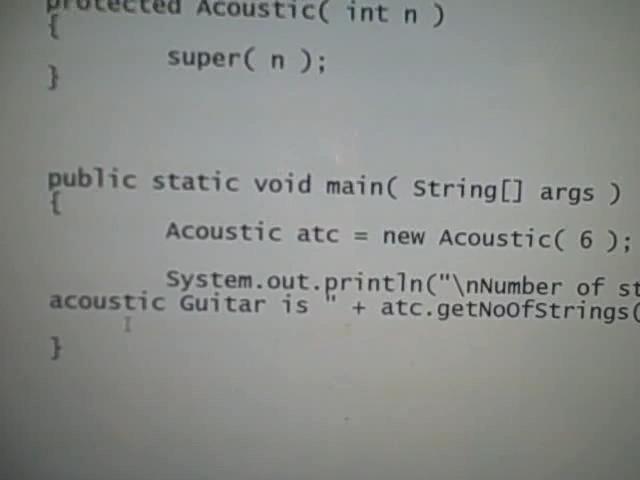 protected Acoustic( int n )
{
super( n );
}
public static void main( String[] args )
{
Acoustic atc = new Acoustic( 6 );
System.out.println("\nNumber of st
acoustic Guitar is " + atc.getNoOfStrings(
}